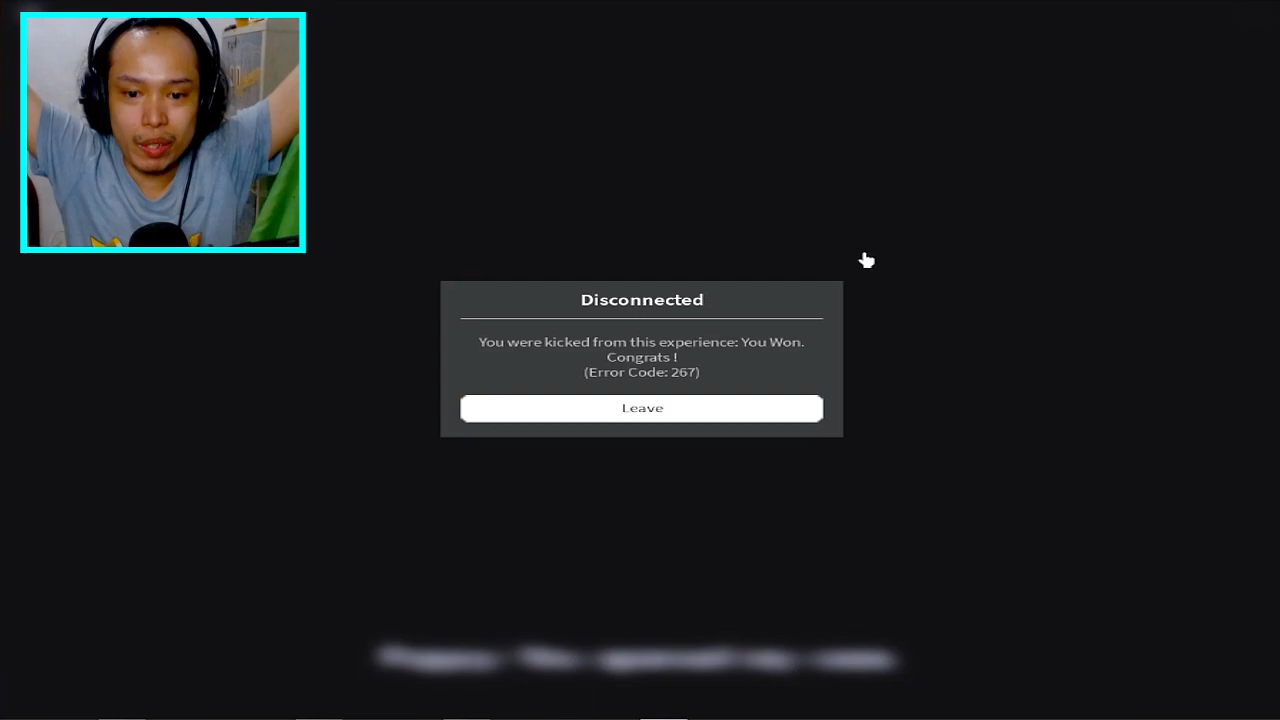 Disconnected
You were kicked from this experience: You Won.
Congrats !
(Error Code: 267)
Leave